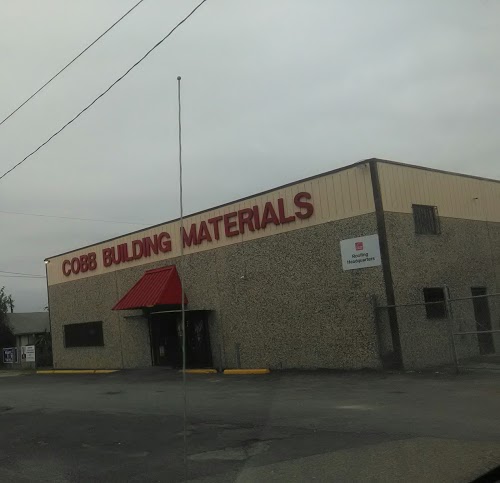 COBB BUILDING MATERIALS
Roofing
Headquarters